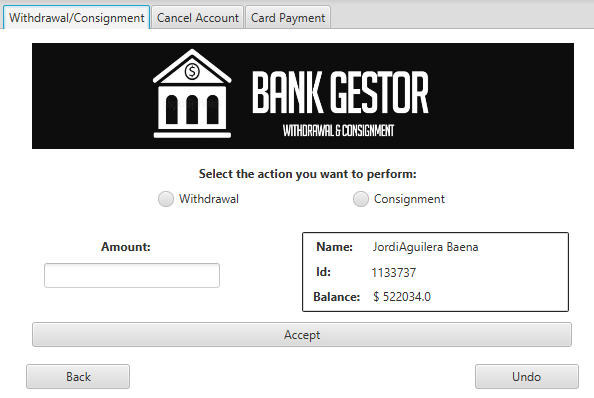 Withdrawal/Consignment Cancel Account Card Payment
$
BANK GESTOR
WITHDRAWAL & CONSIGNMENT
Select the action you want to perform:
Withdrawal Consignment
Amount:
Name: JordiAguilera Baena
Id: 1133737
Balance: $ 522034.0
Accept
Back Undo